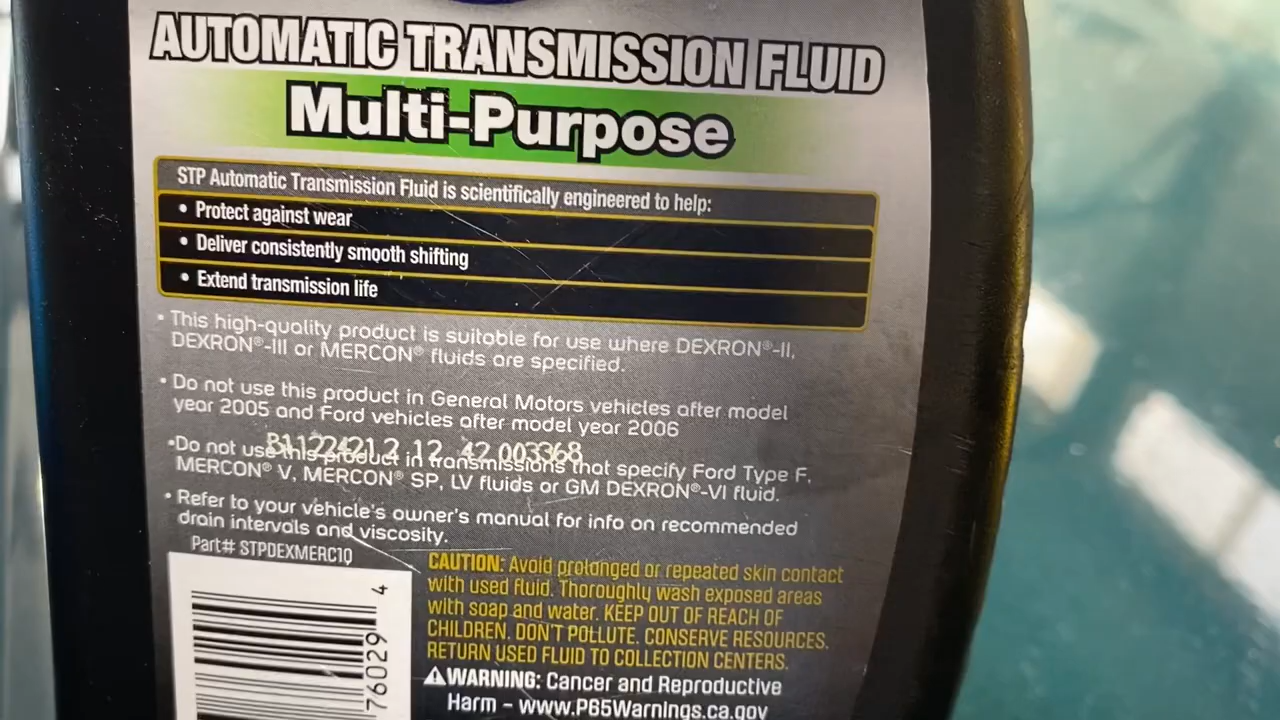 AUTOMATIC TRANSMISSION FLUID
Multi-Purpose
STP Automatic Transmission Fluid is scientifically engineered to help:
• Protect against wear
• Deliver consistently smooth shifting
• Extend transmission life
• This high-quality product is suitable for use where DEXRON®-II,
DEXRON®-III or MERCON® fluids are specified.
• Do not use this product in General Motors vehicles after model
year 2005 and Ford vehicles after model year 2006
B1122421 2 12 42 003368
•Do not use this product in transmissions that specify Ford Type F,
MERCON® V, MERCON® SP, LV fluids or GM DEXRON®-VI fluid.
• Refer to your vehicle's owner's manual for info on recommended
drain intervals and viscosity.
Part# STPDEXMERC1Q
4
76029
CAUTION: Avoid prolonged or repeated skin contact
with used fluid. Thoroughly wash exposed areas
with soap and water. KEEP OUT OF REACH OF
CHILDREN. DON'T POLLUTE. CONSERVE RESOURCES.
RETURN USED FLUID TO COLLECTION CENTERS.
⚠WARNING: Cancer and Reproductive
Harm – www.P65Warnings.ca.gov